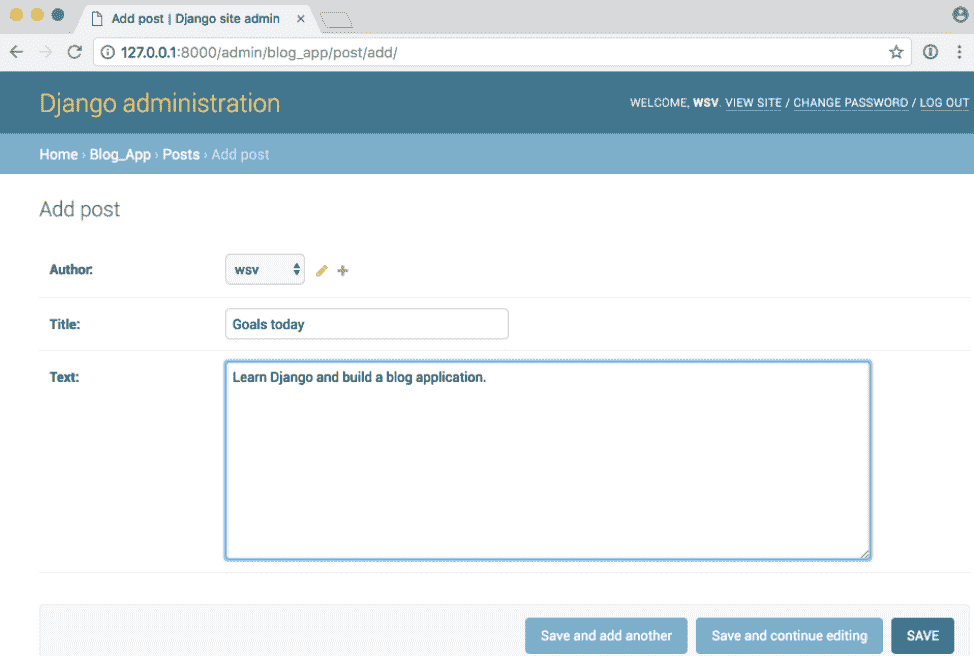 Add post | Django site admin
127.0.0.1:8000/admin/blog_app/post/add/
Django administration
WELCOME, WSV. VIEW SITE / CHANGE PASSWORD / LOG OUT
Home › Blog_App › Posts › Add post
Add post
Author: wsv
Title: Goals today
Text: Learn Django and build a blog application.
Save and add another Save and continue editing SAVE